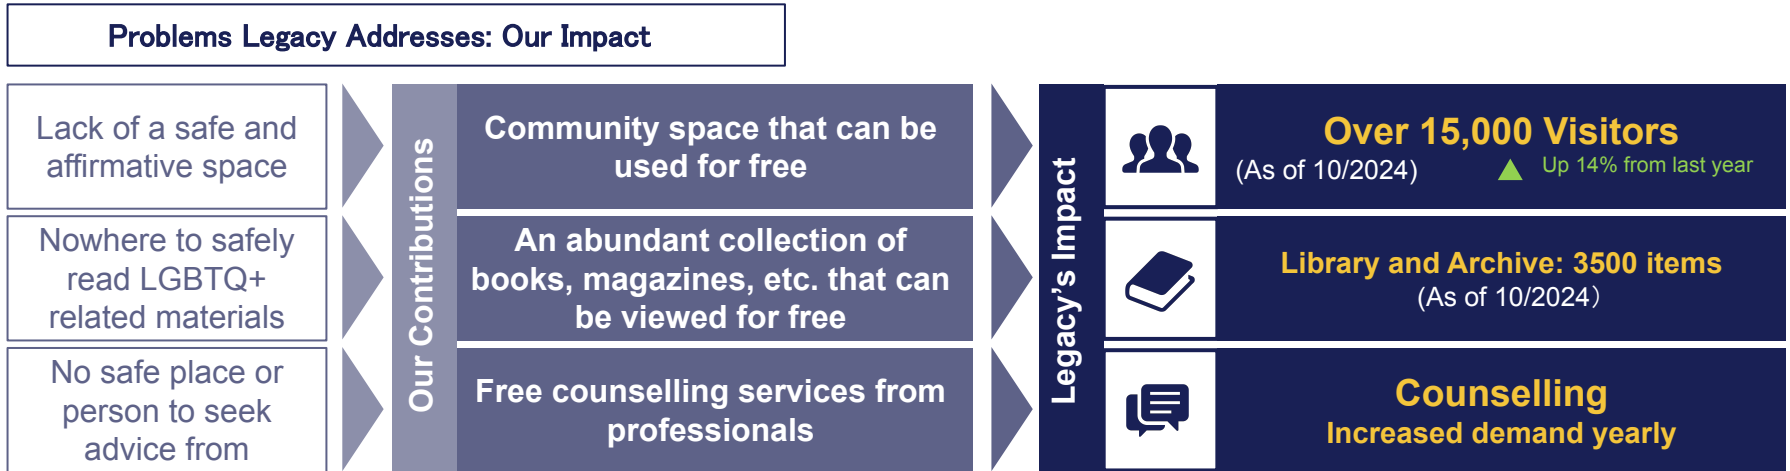 Problems Legacy Addresses: Our Impact
Lack of a safe and
affirmative space
Nowhere to safely
read LGBTQ+
related materials
No safe place or
person to seek
advice from
Our Contributions
Community space that can be
used for free
An abundant collection of
books, magazines, etc. that can
be viewed for free
Free counselling services from
professionals
Legacy's Impact
Over 15,000 Visitors
(As of 10/2024) ▲ Up 14% from last year
Library and Archive: 3500 items
(As of 10/2024）
Counselling
Increased demand yearly